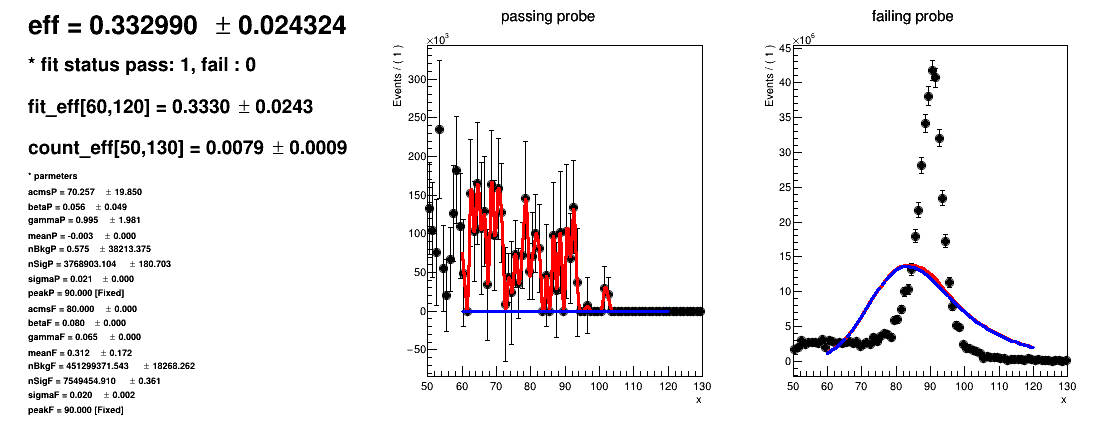 eff = 0.332990 ± 0.024324
* fit status pass: 1, fail : 0
fit_eff[60,120] = 0.3330 ± 0.0243
count_eff[50,130] = 0.0079 ± 0.0009
* parmeters
acmsP = 70.257 ± 19.850
betaP = 0.056 ± 0.049
gammaP = 0.995 ± 1.981
meanP = -0.003 ± 0.000
nBkgP = 0.575 ± 38213.375
nSigP = 3768903.104 ± 180.703
sigmaP = 0.021 ± 0.000
peakP = 90.000 [Fixed]
acmsF = 80.000 ± 0.000
betaF = 0.080 ± 0.000
gammaF = 0.065 ± 0.000
meanF = 0.312 ± 0.172
nBkgF = 451299371.543 ± 18268.262
nSigF = 7549454.910 ± 0.361
sigmaF = 0.020 ± 0.002
peakF = 90.000 [Fixed]
passing probe
×10³
Events / ( 1 )
300
250
200
150
100
50
0
−50
50 60 70 80 90 100 110 120 130
x
failing probe
×10⁶
Events / ( 1 )
45
40
35
30
25
20
15
10
5
0
50 60 70 80 90 100 110 120 130
x